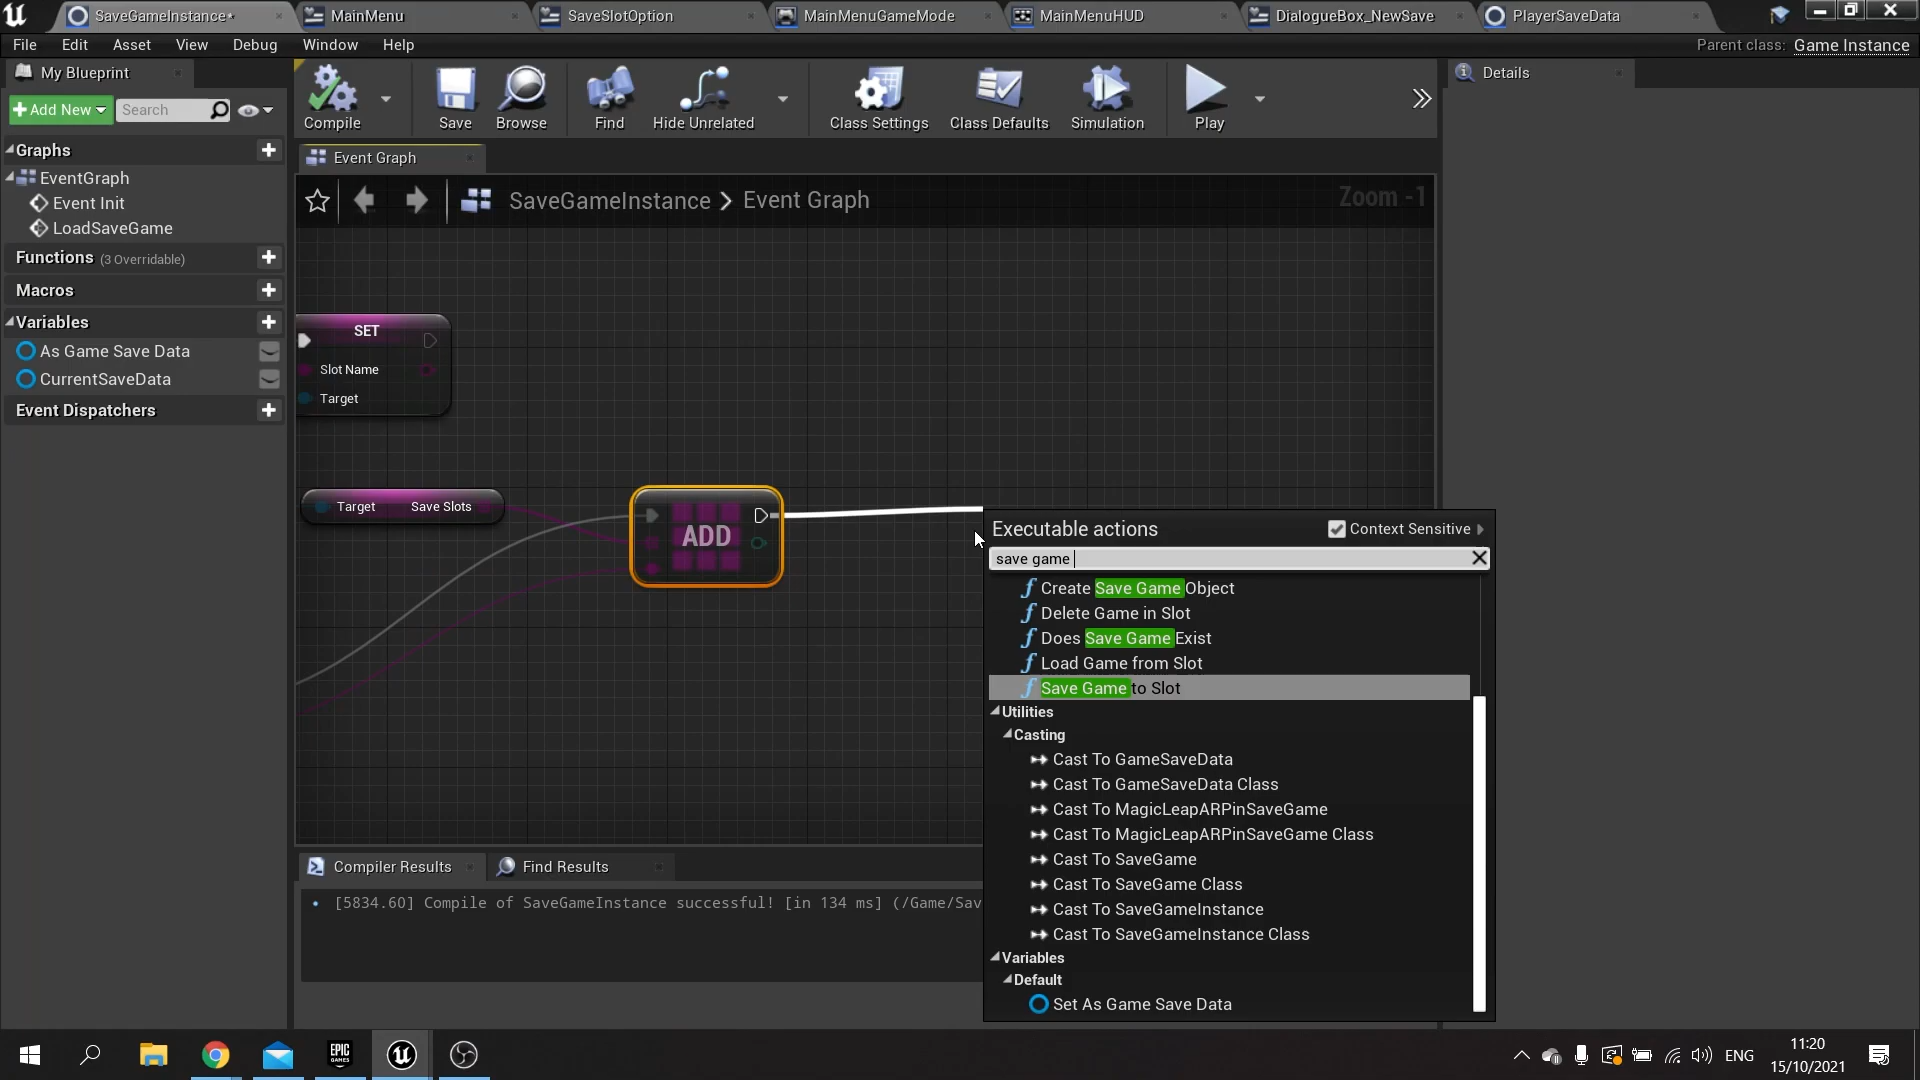 SaveGameInstance*
MainMenu
SaveSlotOption
MainMenuGameMode
MainMenuHUD
DialogueBox_NewSave
PlayerSaveData
File
Edit
Asset
View
Debug
Window
Help
Parent class: Game Instance
My Blueprint
Add New
Search
Graphs
EventGraph
Event Init
LoadSaveGame
Functions (3 Overridable)
Macros
Variables
As Game Save Data
CurrentSaveData
Event Dispatchers
Compile
Save
Browse
Find
Hide Unrelated
Class Settings
Class Defaults
Simulation
Play
Details
Event Graph
SaveGameInstance > Event Graph
Zoom -1
SET
Slot Name
Target
Target Save Slots
ADD
Executable actions
Context Sensitive
save game
Create Save Game Object
Delete Game in Slot
Does Save Game Exist
Load Game from Slot
Save Game to Slot
Utilities
Casting
Cast To GameSaveData
Cast To GameSaveData Class
Cast To MagicLeapARPinSaveGame
Cast To MagicLeapARPinSaveGame Class
Cast To SaveGame
Cast To SaveGame Class
Cast To SaveGameInstance
Cast To SaveGameInstance Class
Variables
Default
Set As Game Save Data
Compiler Results
Find Results
[5834.60] Compile of SaveGameInstance successful! [in 134 ms] (/Game/Sav
EPIC
GAMES
ENG
11:20
15/10/2021